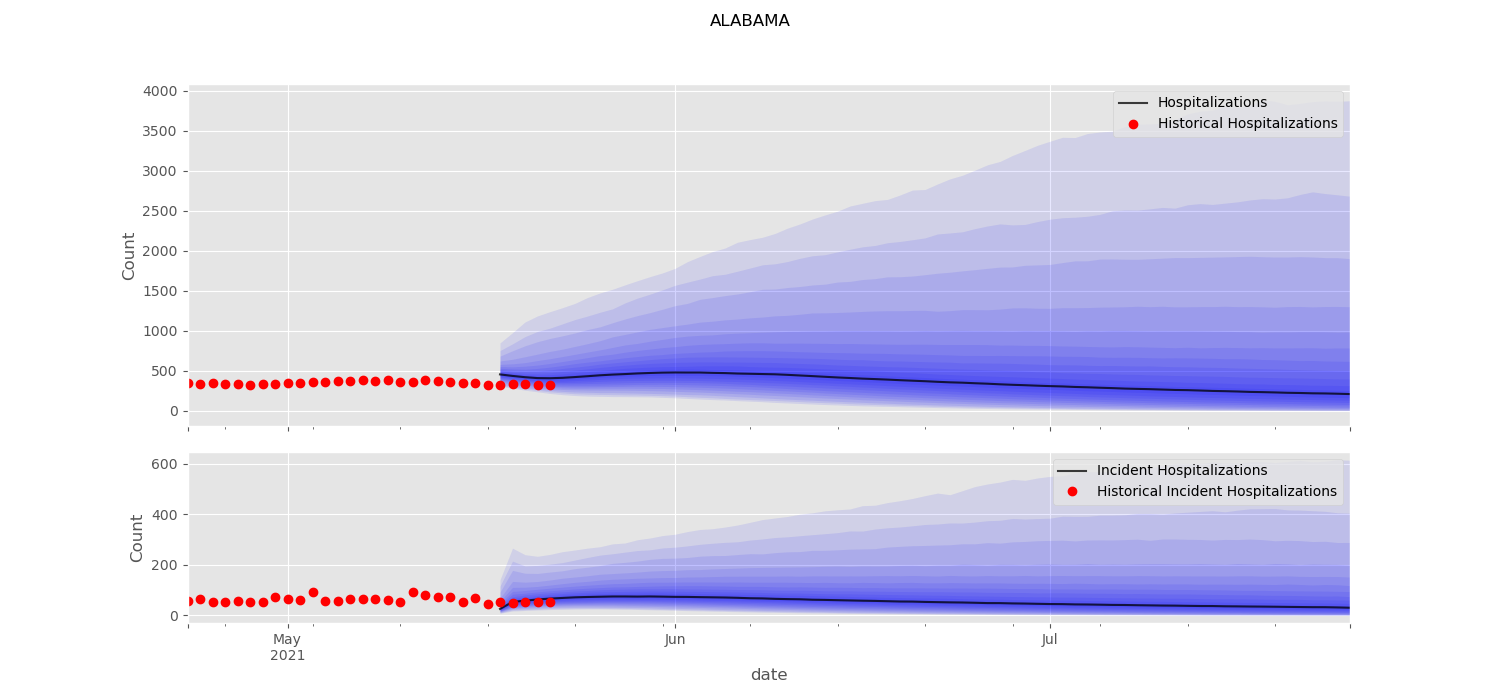 ALABAMA
4000
3500
3000
2500
2000
1500
1000
500
0
Count
Hospitalizations
Historical Hospitalizations
600
400
200
0
Count
Incident Hospitalizations
Historical Incident Hospitalizations
May
2021
Jun
Jul
date